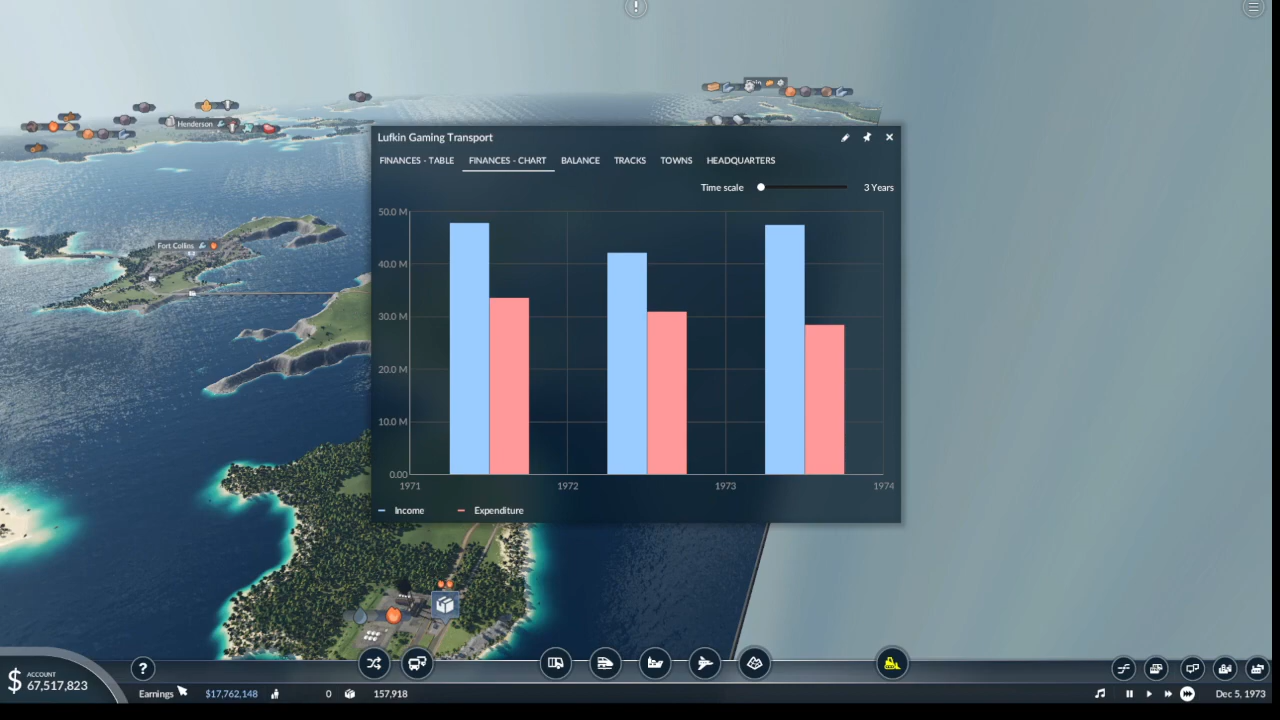 !
Henderson
Fort Collins
Lufkin Gaming Transport
FINANCES - TABLE FINANCES - CHART BALANCE TRACKS TOWNS HEADQUARTERS
Time scale 3 Years
50.0 M
40.0 M
30.0 M
20.0 M
10.0 M
0.00
1971 1972 1973 1974
Income Expenditure
$ ACCOUNT
67,517,823
?
Earnings $17,762,148 0 157,918
Dec 5, 1973